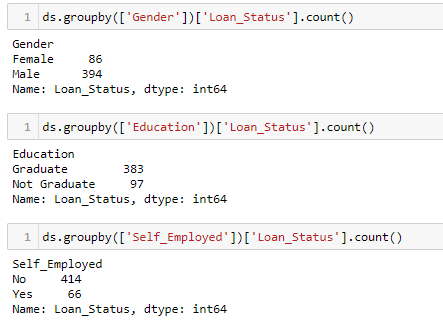 1 ds.groupby(['Gender'])['Loan_Status'].count()
Gender
Female 86
Male 394
Name: Loan_Status, dtype: int64
1 ds.groupby(['Education'])['Loan_Status'].count()
Education
Graduate 383
Not Graduate 97
Name: Loan_Status, dtype: int64
1 ds.groupby(['Self_Employed'])['Loan_Status'].count()
Self_Employed
No 414
Yes 66
Name: Loan_Status, dtype: int64